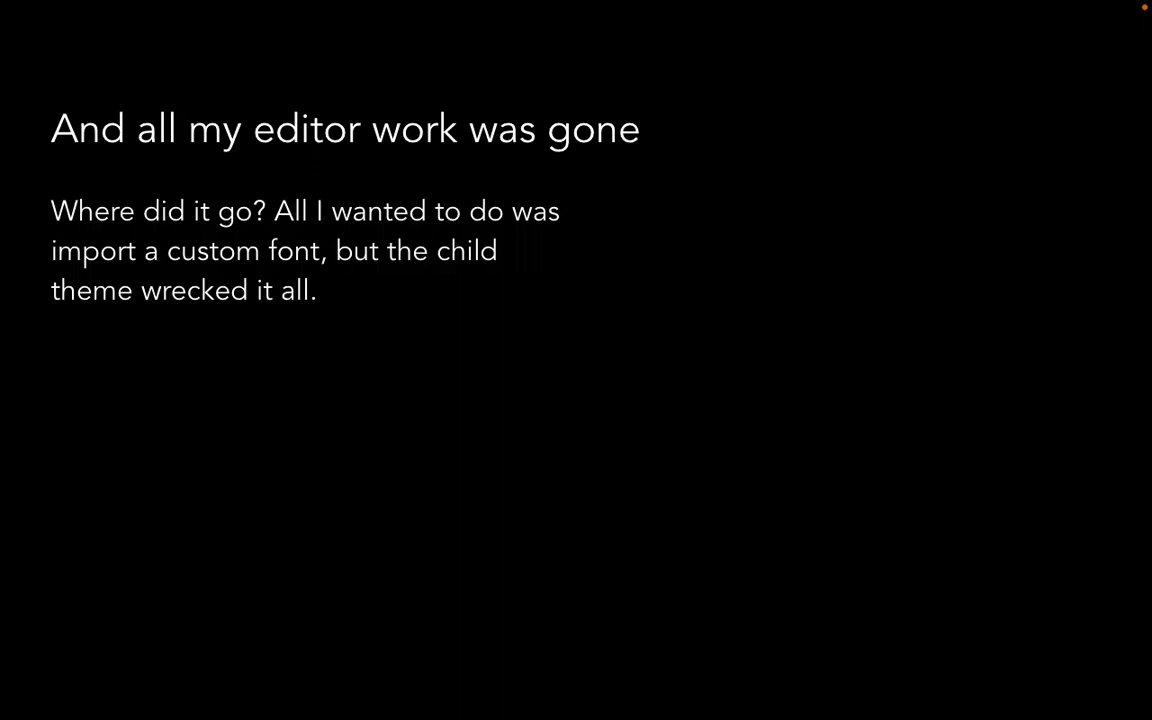 And all my editor work was gone
Where did it go? All I wanted to do was
import a custom font, but the child
theme wrecked it all.